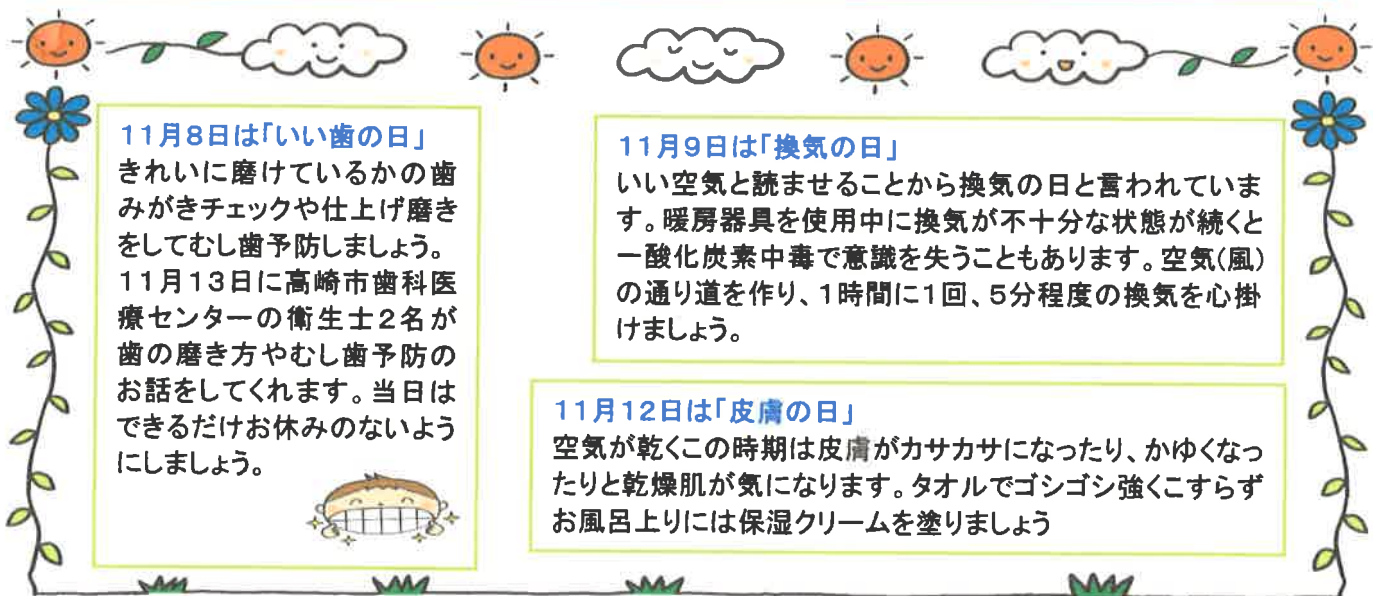 11月8日は「いい歯の日」
きれいに磨けているかの歯
みがきチェックや仕上げ磨き
をしてむし歯予防しましょう。
11月13日に高崎市歯科医
療センターの衛生士2名が
歯の磨き方やむし歯予防の
お話をしてくれます。当日は
できるだけお休みのないよう
にしましょう。
11月9日は「換気の日」
いい空気と読ませることから換気の日と言われていま
す。暖房器具を使用中に換気が不十分な状態が続くと
一酸化炭素中毒で意識を失うこともあります。空気(風)
の通り道を作り、1時間に1回、5分程度の換気を心掛
けましょう。
11月12日は「皮膚の日」
空気が乾くこの時期は皮膚がカサカサになったり、かゆくなっ
たりと乾燥肌が気になります。タオルでゴシゴシ強くこすらず
お風呂上りには保湿クリームを塗りましょう